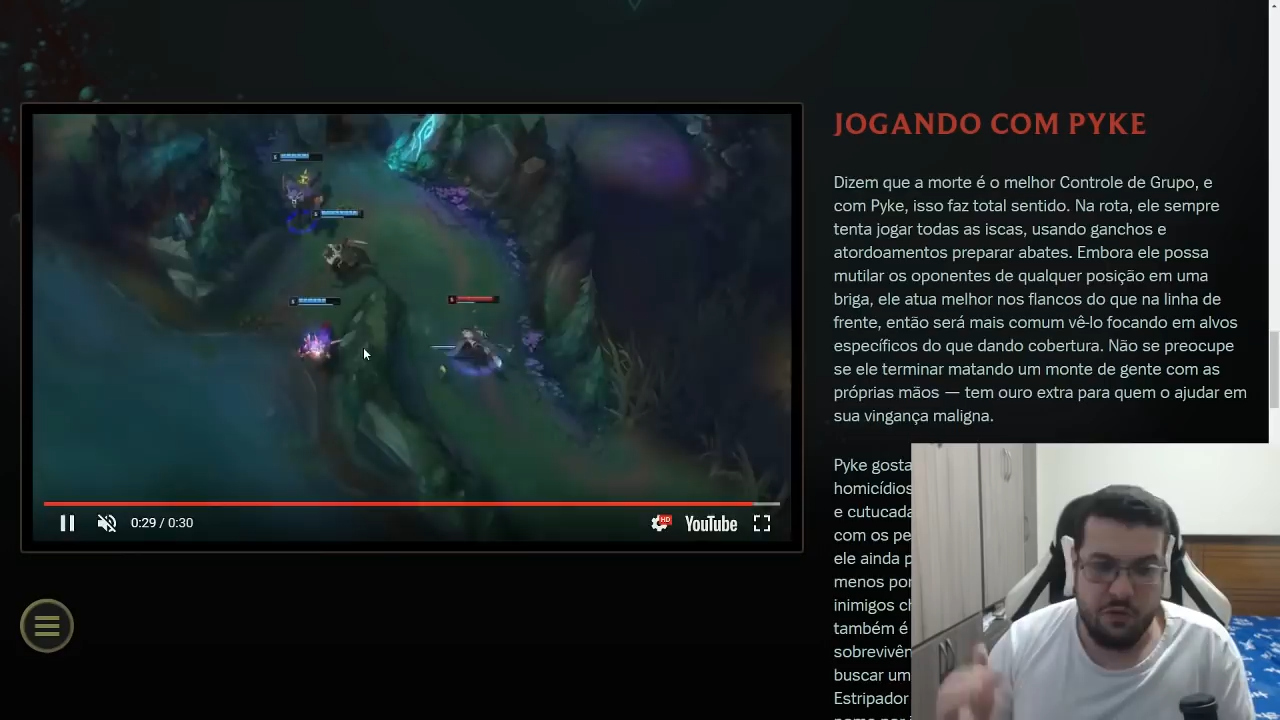 JOGANDO COM PYKE
Dizem que a morte é o melhor Controle de Grupo, e
com Pyke, isso faz total sentido. Na rota, ele sempre
tenta jogar todas as iscas, usando ganchos e
atordoamentos preparar abates. Embora ele possa
mutilar os oponentes de qualquer posição em uma
briga, ele atua melhor nos flancos do que na linha de
frente, então será mais comum vê-lo focando em alvos
específicos do que dando cobertura. Não se preocupe
se ele terminar matando um monte de gente com as
próprias mãos — tem ouro extra para quem o ajudar em
sua vingança maligna.
Pyke gosta
homicídios
e cutucada
com os pe
ele ainda p
menos por
inimigos ch
também é
sobrevivên
buscar um
Estripador
0:29 / 0:30
HD
YouTube